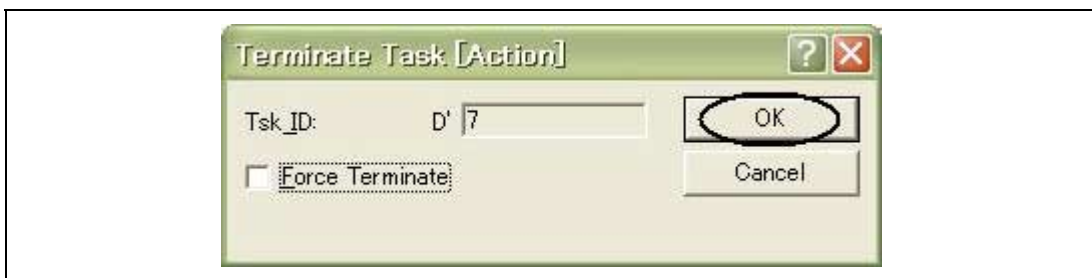 Terminate Task [Action]
Tsk_ID: D' 7
OK
Force Terminate
Cancel